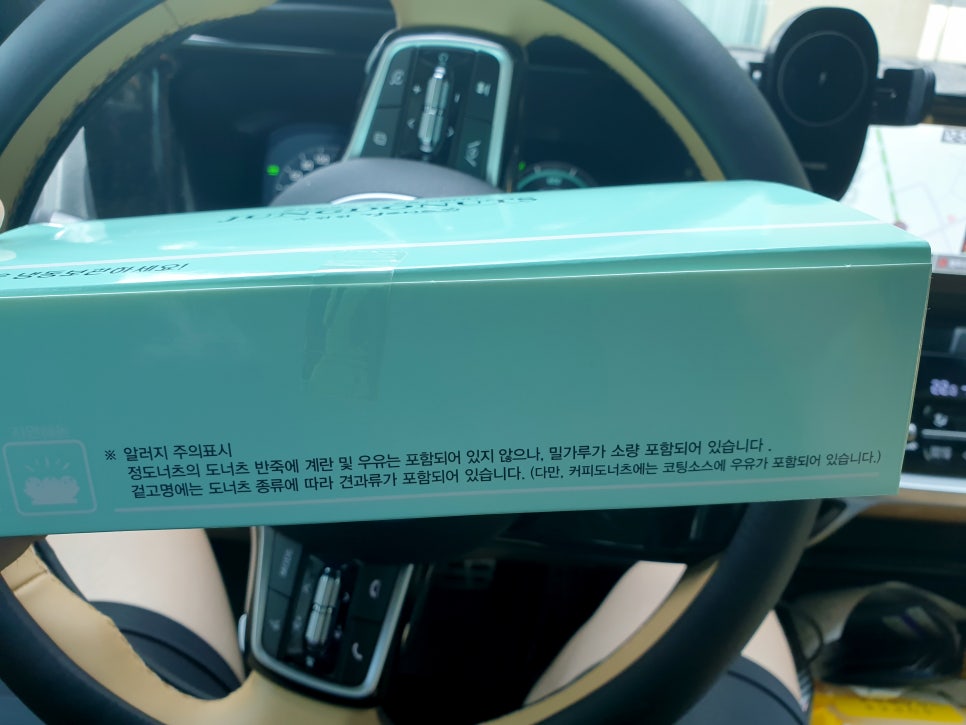 ※ 알러지 주의표시
정도너츠의 도너츠 반죽에 계란 및 우유는 포함되어 있지 않으나, 밀가루가 소량 포함되어 있습니다.
겉고명에는 도너츠 종류에 따라 견과류가 포함되어 있습니다. (다만, 커피도너츠에는 코팅소스에 우유가 포함되어 있습니다.)